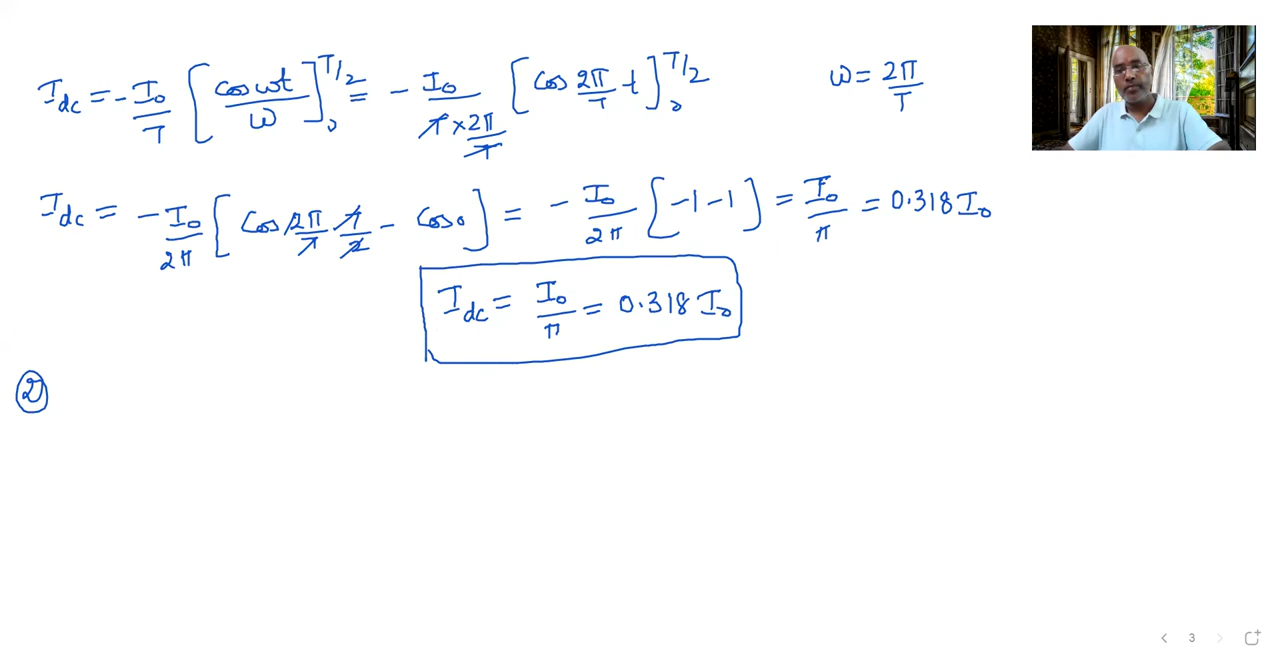 I_dc = - I_0/T [cos ωt/ω]_0^{T/2} = - I_0/(T × 2π/T) [cos 2π/T t]_0^{T/2}    ω = 2π/T
I_dc = - I_0/2π [cos 2π/T T/2 - cos 0] = - I_0/2π [-1 - 1] = I_0/π = 0.318 I_0
I_dc = I_0/π = 0.318 I_0
②
< 3 >